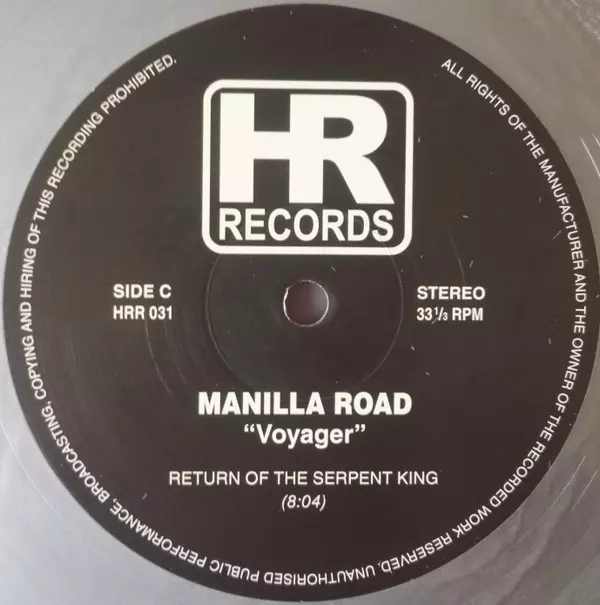 HR
RECORDS
SIDE C
HRR 031
STEREO
33 1/3 RPM
MANILLA ROAD
“Voyager”
RETURN OF THE SERPENT KING
(8:04)
ALL RIGHTS OF THE MANUFACTURER AND THE OWNER OF THE RECORDED WORK RESERVED. UNAUTHORISED PUBLIC PERFORMANCE, BROADCASTING, COPYING AND HIRING OF THIS RECORDING PROHIBITED.